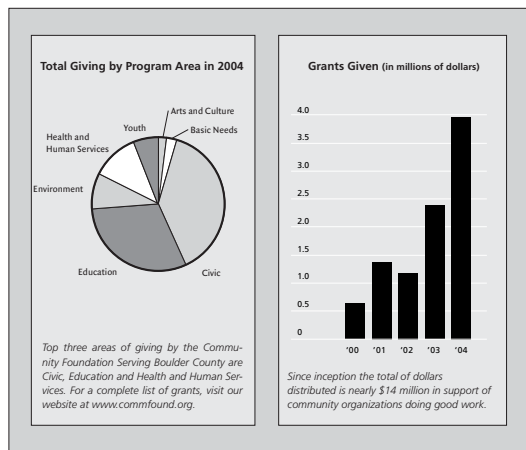 Total Giving by Program Area in 2004
Arts and Culture
Youth
Basic Needs
Health and
Human Services
Environment
Education
Civic
Top three areas of giving by the Commu-
nity Foundation Serving Boulder County are
Civic, Education and Health and Human Ser-
vices. For a complete list of grants, visit our
website at www.commfound.org.
Grants Given (in millions of dollars)
4.0
3.5
3.0
2.5
2.0
1.5
1.0
0.5
0
'00 '01 '02 '03 '04
Since inception the total of dollars
distributed is nearly $14 million in support of
community organizations doing good work.